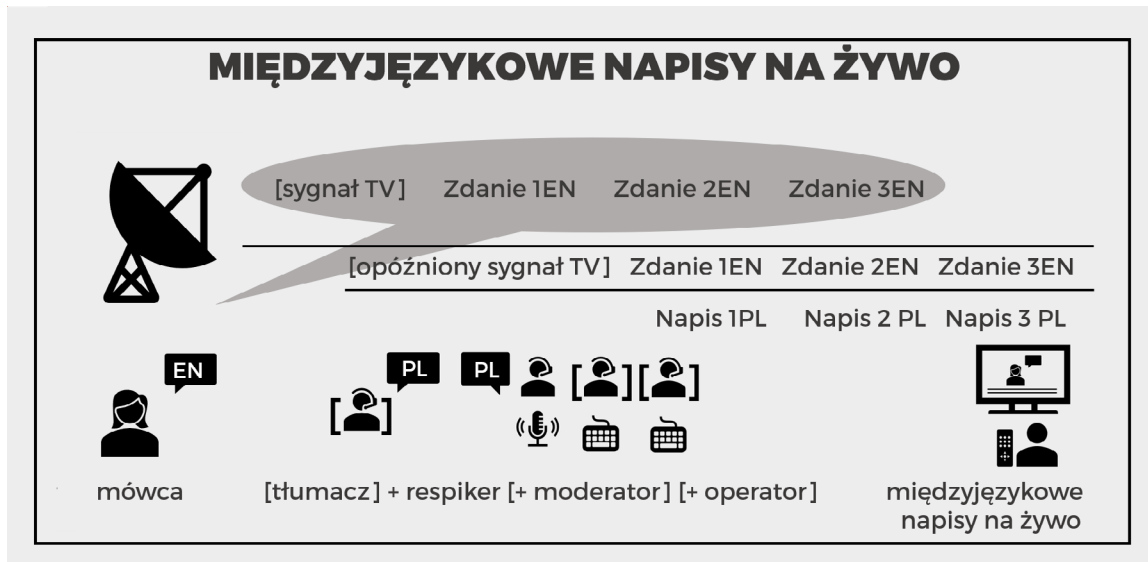 MIĘDZYJĘZYKOWE NAPISY NA ŻYWO
[sygnał TV] Zdanie 1EN Zdanie 2EN Zdanie 3EN
[opóźniony sygnał TV] Zdanie 1EN Zdanie 2EN Zdanie 3EN
Napis 1PL Napis 2 PL Napis 3 PL
EN PL PL
mówca [tłumacz] + respiker [+ moderator] [+ operator] międzyjęzykowe
napisy na żywo